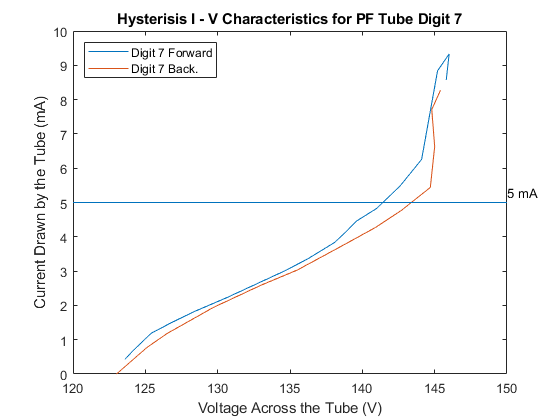 Hysterisis I - V Characteristics for PF Tube Digit 7
10
9
8
7
6
5
4
3
2
1
0
Digit 7 Forward
Digit 7 Back.
5 mA
Current Drawn by the Tube (mA)
120 125 130 135 140 145 150
Voltage Across the Tube (V)